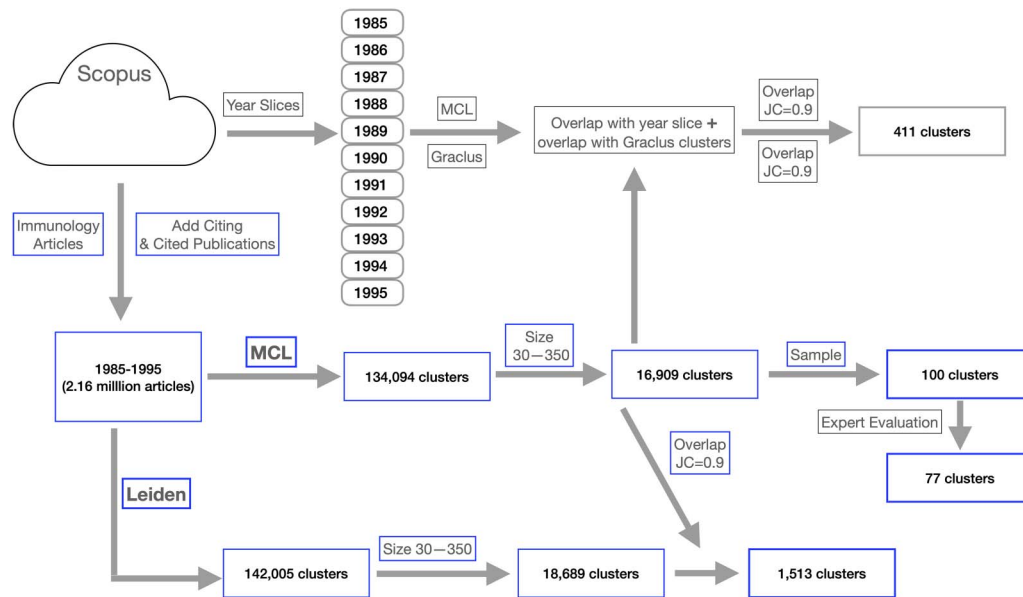 Scopus
Year Slices
1985
1986
1987
1988
1989
1990
1991
1992
1993
1994
1995
MCL
Graclus
Overlap with year slice +
overlap with Graclus clusters
Overlap
JC=0.9
Overlap
JC=0.9
411 clusters
Immunology
Articles
Add Citing
& Cited Publications
1985-1995
(2.16 milllion articles)
MCL
134,094 clusters
Size
30—350
16,909 clusters
Sample
100 clusters
Expert Evaluation
77 clusters
Overlap
JC=0.9
Leiden
142,005 clusters
Size 30—350
18,689 clusters
1,513 clusters